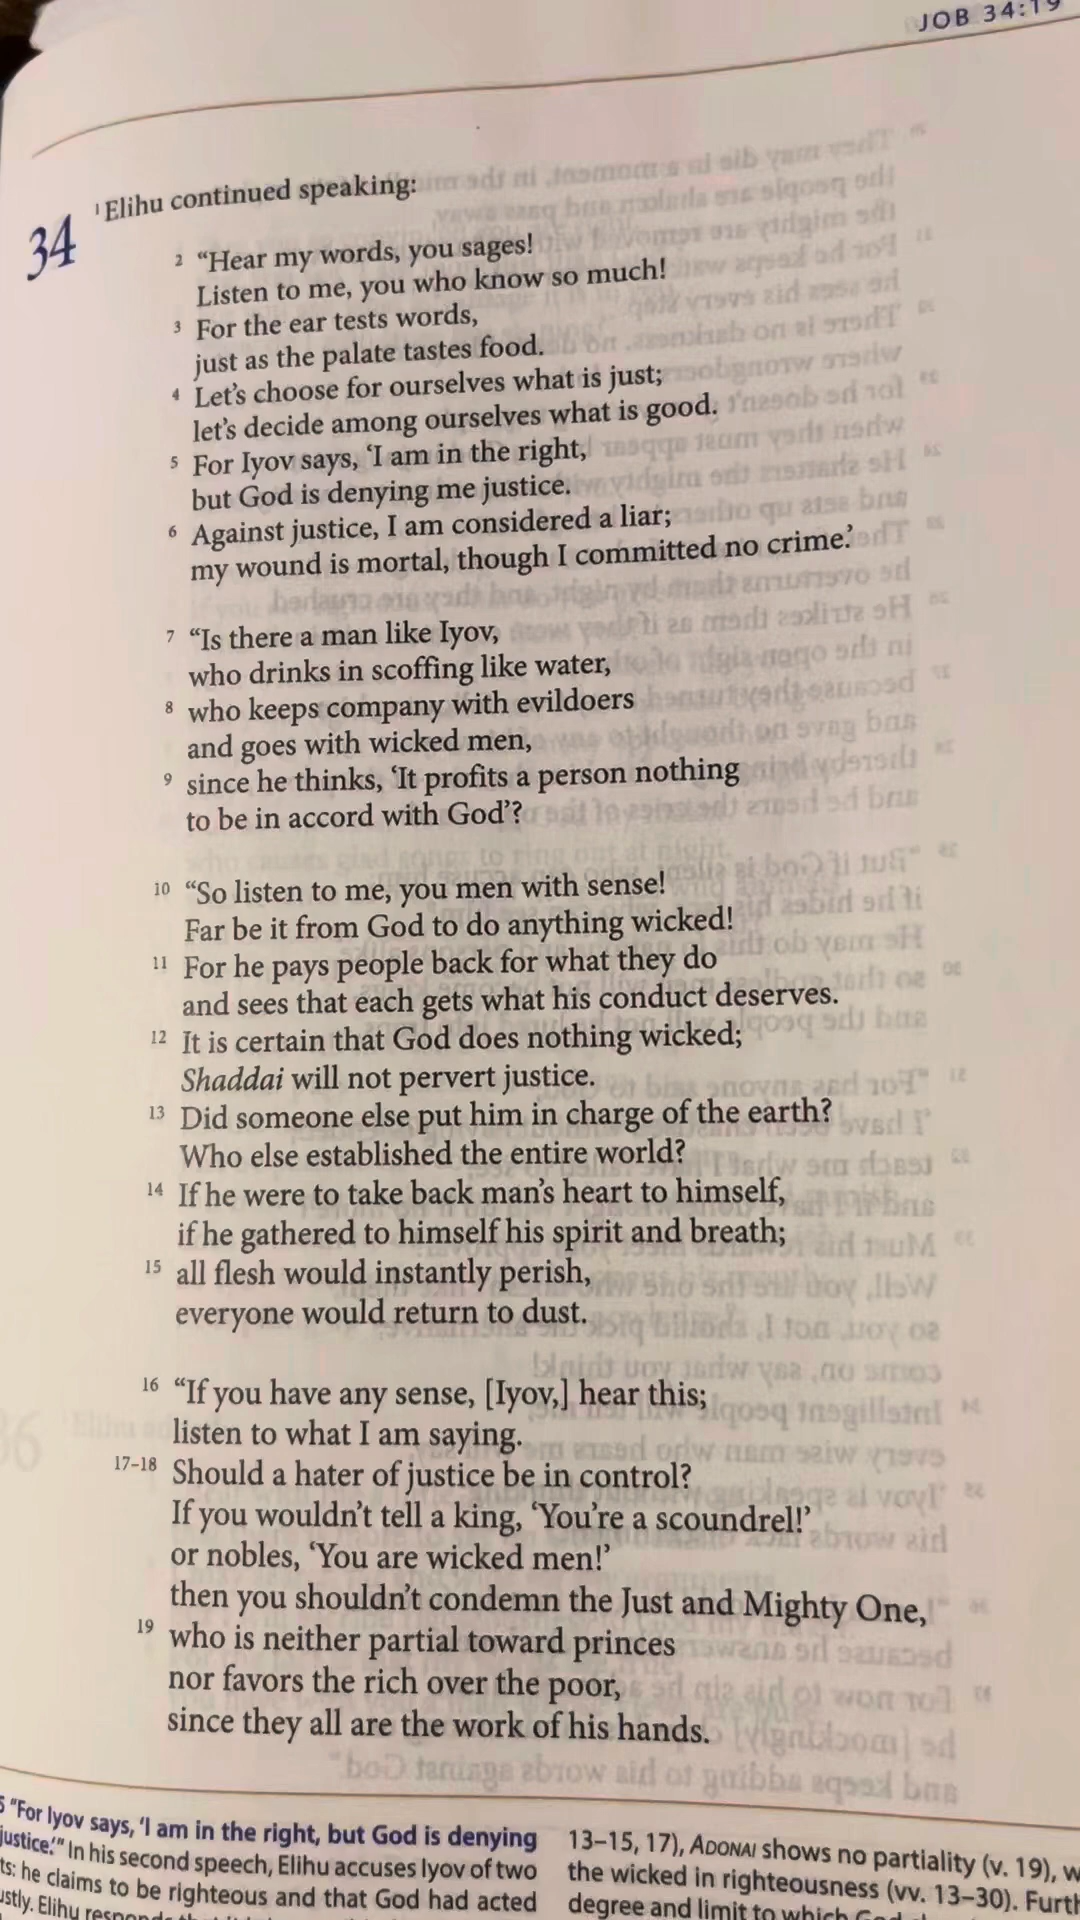 JOB 34:19
34
1 Elihu continued speaking:
2 “Hear my words, you sages!
Listen to me, you who know so much!
3 For the ear tests words,
just as the palate tastes food.
4 Let’s choose for ourselves what is just;
let’s decide among ourselves what is good.
5 For Iyov says, ‘I am in the right,
but God is denying me justice.
6 Against justice, I am considered a liar;
my wound is mortal, though I committed no crime.’
7 “Is there a man like Iyov,
who drinks in scoffing like water,
8 who keeps company with evildoers
and goes with wicked men,
9 since he thinks, ‘It profits a person nothing
to be in accord with God’?
10 “So listen to me, you men with sense!
Far be it from God to do anything wicked!
11 For he pays people back for what they do
and sees that each gets what his conduct deserves.
12 It is certain that God does nothing wicked;
Shaddai will not pervert justice.
13 Did someone else put him in charge of the earth?
Who else established the entire world?
14 If he were to take back man’s heart to himself,
if he gathered to himself his spirit and breath;
15 all flesh would instantly perish,
everyone would return to dust.
16 “If you have any sense, [Iyov,] hear this;
listen to what I am saying.
17–18 Should a hater of justice be in control?
If you wouldn’t tell a king, ‘You’re a scoundrel!’
or nobles, ‘You are wicked men!’
then you shouldn’t condemn the Just and Mighty One,
19 who is neither partial toward princes
nor favors the rich over the poor,
since they all are the work of his hands.
5 “For Iyov says, ‘I am in the right, but God is denying
justice.’” In his second speech, Elihu accuses Iyov of two
he claims to be righteous and that God had acted
Elihu
13–15, 17), ADONAI shows no partiality (v. 19),
the wicked in righteousness (vv. 13–30).
degree and limit to which God